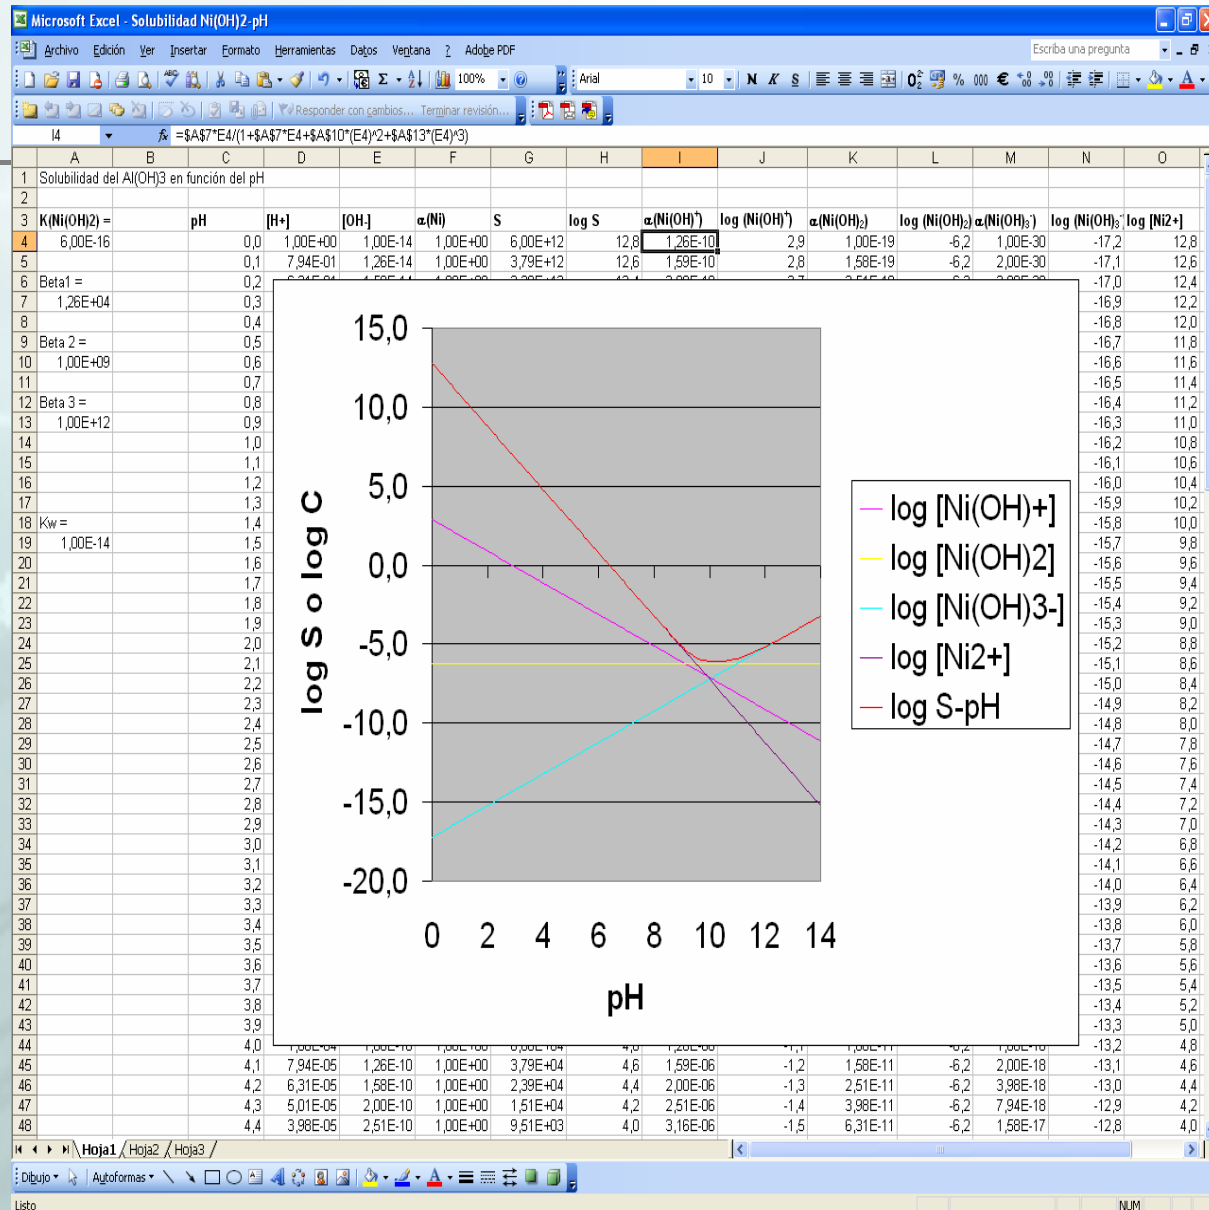 Microsoft Excel - Solubilidad Ni(OH)2-pH
Archivo Edición Ver Insertar Formato Herramientas Datos Ventana ? Adobe PDF Escriba una pregunta
100% Arial 10 N K S % 000 €
Responder con cambios... Terminar revisión...
I4 fx =$A$7*E4/(1+$A$7*E4+$A$10*(E4)^2+$A$13*(E4)^3)
A B C D E F G H I J K L M N O
1 Solubilidad del Al(OH)3 en función del pH
2
3 K(Ni(OH)2) = pH [H+] [OH-] α(Ni) S log S α(Ni(OH)⁺) log (Ni(OH)⁺) α(Ni(OH)₂) log (Ni(OH)₂) α(Ni(OH)₃⁻) log (Ni(OH)₃⁻ log [Ni2+]
4 6,00E-16 0,0 1,00E+00 1,00E-14 1,00E+00 6,00E+12 12,8 1,26E-10 2,9 1,00E-19 -6,2 1,00E-30 -17,2 12,8
5 0,1 7,94E-01 1,26E-14 1,00E+00 3,79E+12 12,6 1,59E-10 2,8 1,58E-19 -6,2 2,00E-30 -17,1 12,6
6 Beta1 = 0,2 -17,0 12,4
7 1,26E+04 0,3 -16,9 12,2
8 0,4 -16,8 12,0
9 Beta 2 = 0,5 -16,7 11,8
10 1,00E+09 0,6 -16,6 11,6
11 0,7 -16,5 11,4
12 Beta 3 = 0,8 -16,4 11,2
13 1,00E+12 0,9 -16,3 11,0
14 1,0 -16,2 10,8
15 1,1 -16,1 10,6
16 1,2 -16,0 10,4
17 1,3 -15,9 10,2
18 Kw = 1,4 -15,8 10,0
19 1,00E-14 1,5 -15,7 9,8
20 1,6 -15,6 9,6
21 1,7 -15,5 9,4
22 1,8 -15,4 9,2
23 1,9 -15,3 9,0
24 2,0 -15,2 8,8
25 2,1 -15,1 8,6
26 2,2 -15,0 8,4
27 2,3 -14,9 8,2
28 2,4 -14,8 8,0
29 2,5 -14,7 7,8
30 2,6 -14,6 7,6
31 2,7 -14,5 7,4
32 2,8 -14,4 7,2
33 2,9 -14,3 7,0
34 3,0 -14,2 6,8
35 3,1 -14,1 6,6
36 3,2 -14,0 6,4
37 3,3 -13,9 6,2
38 3,4 -13,8 6,0
39 3,5 -13,7 5,8
40 3,6 -13,6 5,6
41 3,7 -13,5 5,4
42 3,8 -13,4 5,2
43 3,9 -13,3 5,0
44 4,0 -13,2 4,8
45 4,1 7,94E-05 1,26E-10 1,00E+00 3,79E+04 4,6 1,59E-06 -1,2 1,58E-11 -6,2 2,00E-18 -13,1 4,6
46 4,2 6,31E-05 1,58E-10 1,00E+00 2,39E+04 4,4 2,00E-06 -1,3 2,51E-11 -6,2 3,98E-18 -13,0 4,4
47 4,3 5,01E-05 2,00E-10 1,00E+00 1,51E+04 4,2 2,51E-06 -1,4 3,98E-11 -6,2 7,94E-18 -12,9 4,2
48 4,4 3,98E-05 2,51E-10 1,00E+00 9,51E+03 4,0 3,16E-06 -1,5 6,31E-11 -6,2 1,58E-17 -12,8 4,0
15,0
10,0
5,0
0,0
-5,0
-10,0
-15,0
-20,0
log S o log C
0 2 4 6 8 10 12 14
pH
log [Ni(OH)+]
log [Ni(OH)2]
log [Ni(OH)3-]
log [Ni2+]
log S-pH
Hoja1 Hoja2 Hoja3
Dibujo Autoformas
Listo NUM